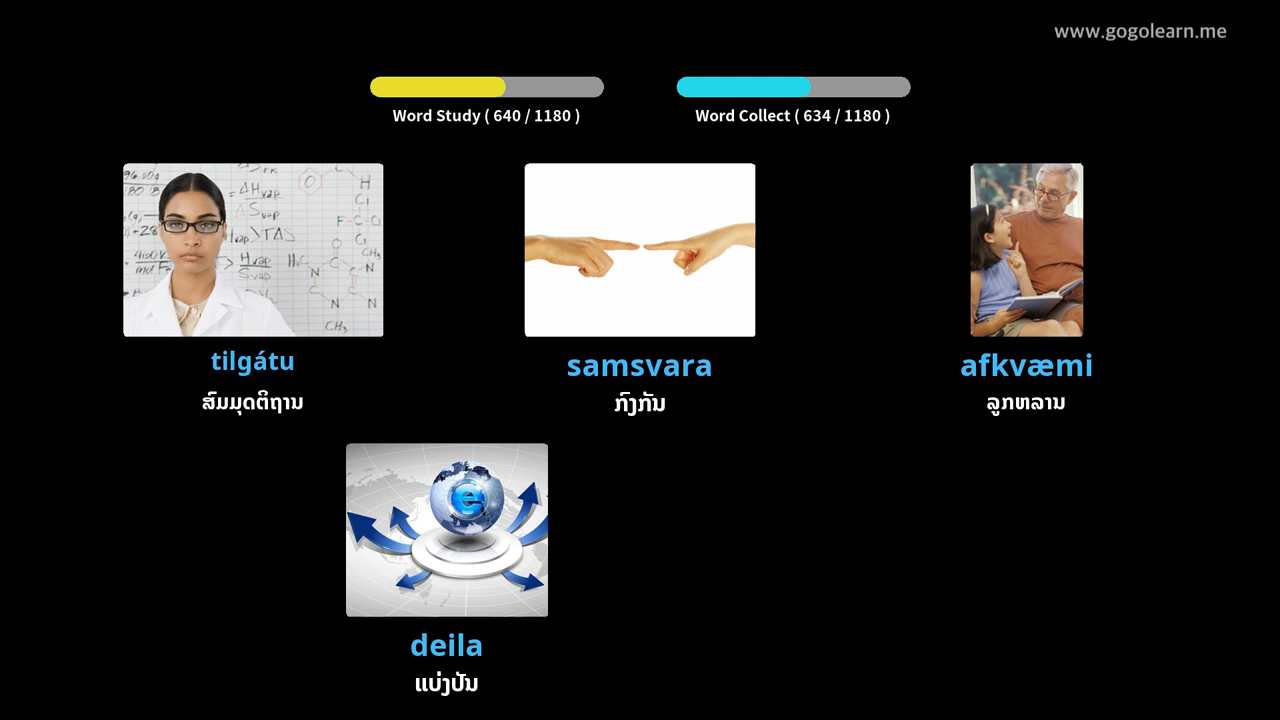 www.gogolearn.me
Word Study ( 640 / 1180 )
Word Collect ( 634 / 1180 )
tilgátu
samsvara
afkvæmi
ສົມມຸດຕິຖານ
ກົງກັນ
ລູກຫລານ
deila
ແບ່ງປັນ